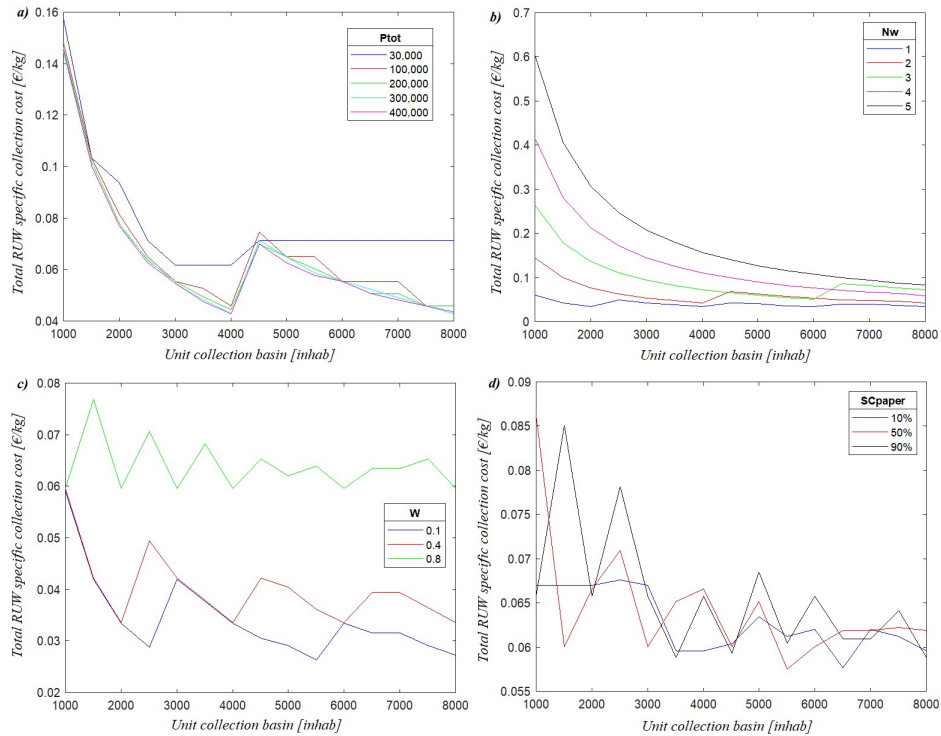 a)
Total RUW specific collection cost [€/kg]
0.16
0.14
0.12
0.1
0.08
0.06
0.04
1000 2000 3000 4000 5000 6000 7000 8000
Unit collection basin [inhab]
Ptot
30,000
100,000
200,000
300,000
400,000
b)
Total RUW specific collection cost [€/kg]
0.7
0.6
0.5
0.4
0.3
0.2
0.1
0
1000 2000 3000 4000 5000 6000 7000 8000
Unit collection basin [inhab]
Nw
1
2
3
4
5
c)
Total RUW specific collection cost [€/kg]
0.08
0.07
0.06
0.05
0.04
0.03
0.02
1000 2000 3000 4000 5000 6000 7000 8000
Unit collection basin [inhab]
W
0.1
0.4
0.8
d)
Total RUW specific collection cost [€/kg]
0.09
0.085
0.08
0.075
0.07
0.065
0.06
0.055
1000 2000 3000 4000 5000 6000 7000 8000
Unit collection basin [inhab]
SCpaper
10%
50%
90%